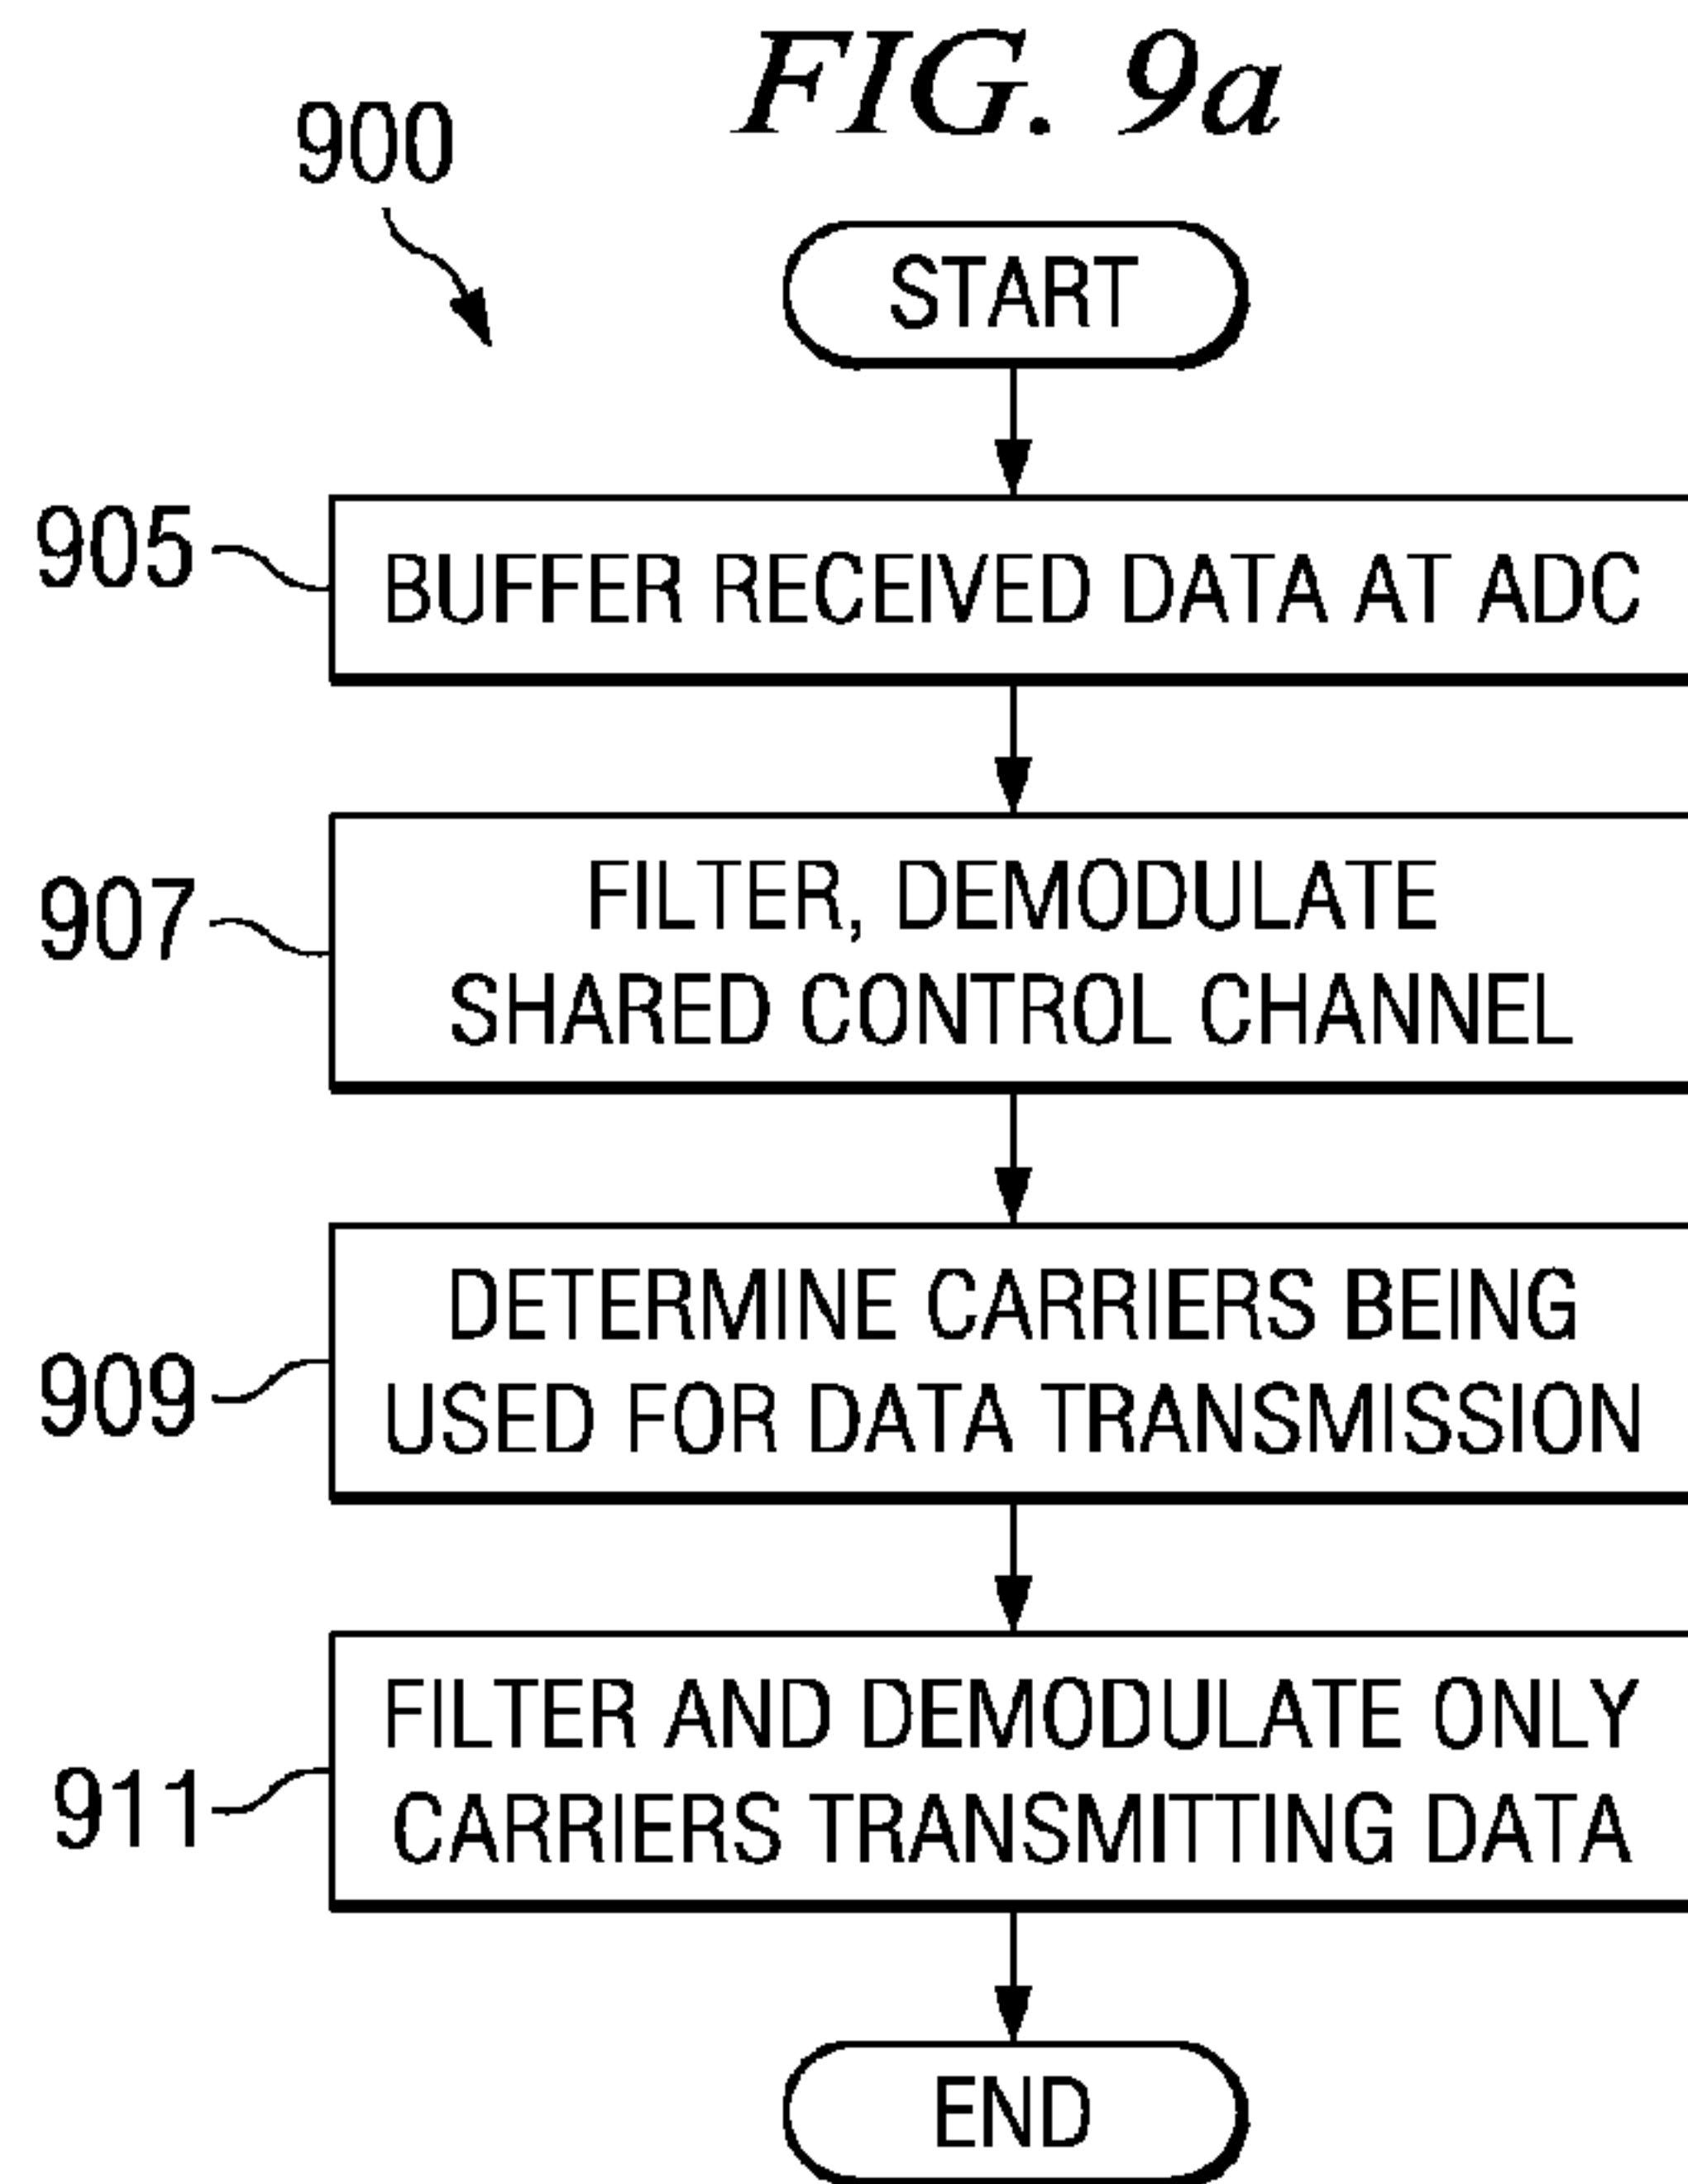 FIG. 9a
900
START
905
BUFFER RECEIVED DATA AT ADC
907
FILTER, DEMODULATE
SHARED CONTROL CHANNEL
909
DETERMINE CARRIERS BEING
USED FOR DATA TRANSMISSION
911
FILTER AND DEMODULATE ONLY
CARRIERS TRANSMITTING DATA
END